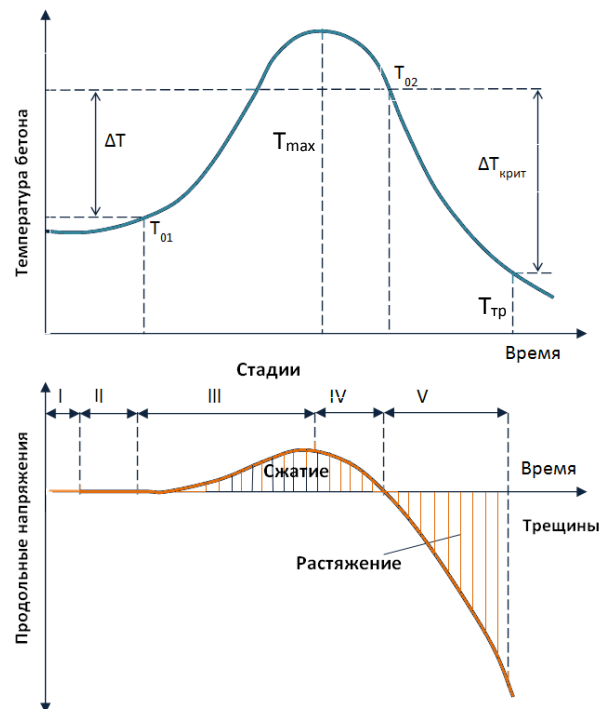 Температура бетона
ΔT
T01
Tmax
T02
ΔTкрит
Tтр
Время
Стадии
I
II
III
IV
V
Продольные напряжения
Сжатие
Время
Трещины
Растяжение